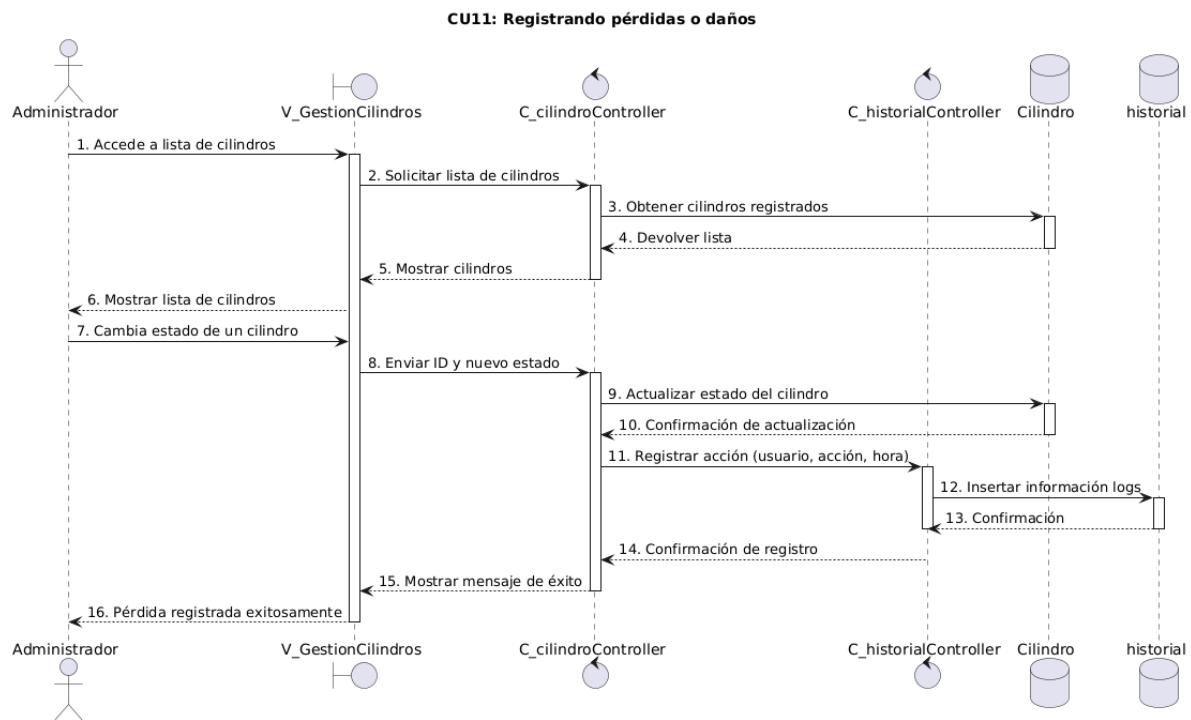 CU11: Registrando pérdidas o daños
Administrador
V_GestionCilindros
C_cilindroController
C_historialController
Cilindro
historial
1. Accede a lista de cilindros
2. Solicitar lista de cilindros
3. Obtener cilindros registrados
4. Devolver lista
5. Mostrar cilindros
6. Mostrar lista de cilindros
7. Cambia estado de un cilindro
8. Enviar ID y nuevo estado
9. Actualizar estado del cilindro
10. Confirmación de actualización
11. Registrar acción (usuario, acción, hora)
12. Insertar información logs
13. Confirmación
14. Confirmación de registro
15. Mostrar mensaje de éxito
16. Pérdida registrada exitosamente
Administrador
V_GestionCilindros
C_cilindroController
C_historialController
Cilindro
historial